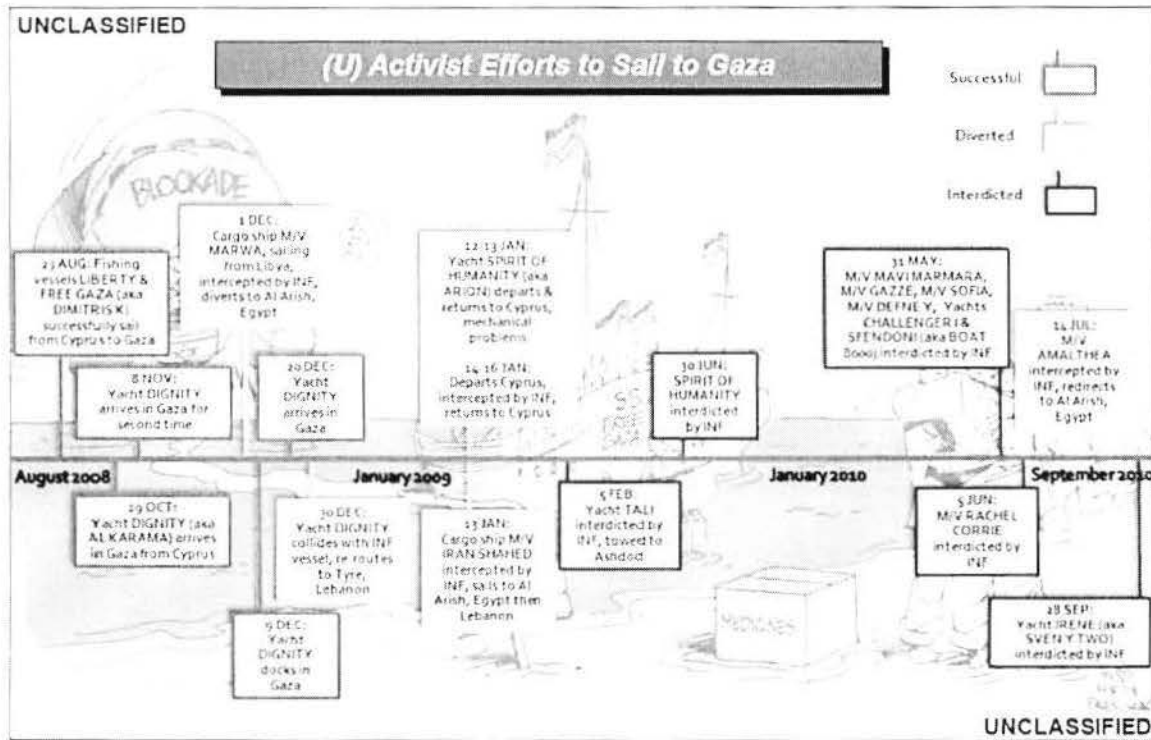 UNCLASSIFIED
(U) Activist Efforts to Sail to Gaza
Successful
Diverted
Interdicted
BLOCKADE
23 AUG: Fishing
vessels LIBERTY &
FREE GAZA (aka
DIMITRIS K)
successfully sail
from Cyprus to Gaza
1 DEC:
Cargo ship M/V
MARWA, sailing
from Libya,
intercepted by INF,
diverts to Al Arish,
Egypt
8 NOV:
Yacht DIGNITY
arrives in Gaza for
second time
20 DEC:
Yacht
DIGNITY
arrives in
Gaza
12-13 JAN:
Yacht SPIRIT OF
HUMANITY (aka
ARION) departs &
returns to Cyprus,
mechanical
problems
14-16 JAN:
Departs Cyprus,
intercepted by INF,
returns to Cyprus
30 JUN:
SPIRIT OF
HUMANITY
interdicted
by INF
31 MAY:
M/V MAVI MARMARA,
M/V GAZZE, M/V SOFIA,
M/V DEFNE Y, Yachts
CHALLENGER I &
SFENDONI (aka BOAT
8000) interdicted by INF
14 JUL:
M/V
AMALTHEA
intercepted by
INF, redirects
to Al Arish,
Egypt
August 2008
January 2009
January 2010
September 2010
29 OCT:
Yacht DIGNITY (aka
AL KARAMA) arrives
in Gaza from Cyprus
30 DEC:
Yacht DIGNITY
collides with INF
vessel, re routes
to Tyre,
Lebanon
9 DEC:
Yacht
DIGNITY
docks in
Gaza
13 JAN:
Cargo ship M/V
IRAN SHAHED
intercepted by
INF, sails to Al
Arish, Egypt then
Lebanon
5 FEB:
Yacht TALI
interdicted by
INF, towed to
Ashdod
MEDICINES
5 JUN:
M/V RACHEL
CORRIE
interdicted by
INF
28 SEP:
Yacht IRENE (aka
SVEN Y TWO)
interdicted by INF
UNCLASSIFIED